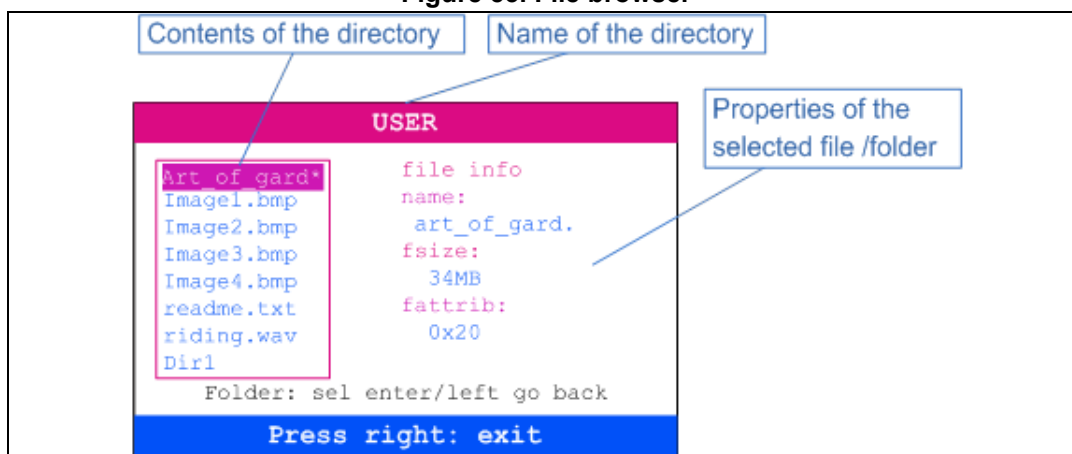 Contents of the directory
Name of the directory
Properties of the
selected file /folder
USER
Art_of_gard*
Image1.bmp
Image2.bmp
Image3.bmp
Image4.bmp
readme.txt
riding.wav
Dir1
file info
name:
art_of_gard.
fsize:
34MB
fattrib:
0x20
Folder: sel enter/left go back
Press right: exit